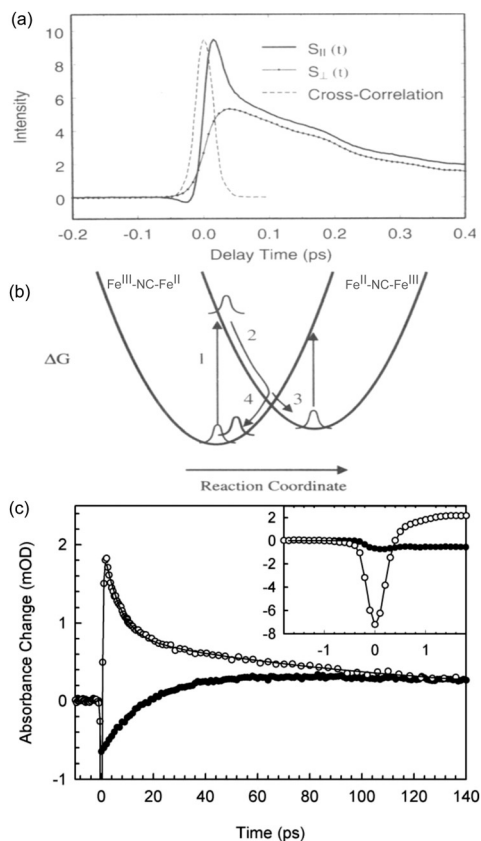 (a)
10
8
6
4
2
0
Intensity
S||(t)
S⊥(t)
Cross-Correlation
-0.2 -0.1 0.0 0.1 0.2 0.3 0.4
Delay Time (ps)
(b)
Fe^III-NC-Fe^II
Fe^II-NC-Fe^III
ΔG
1
2
3
4
Reaction Coordinate
(c)
2
1
0
-1
Absorbance Change (mOD)
2
0
-2
-4
-6
-8
-1 0 1
0 20 40 60 80 100 120 140
Time (ps)